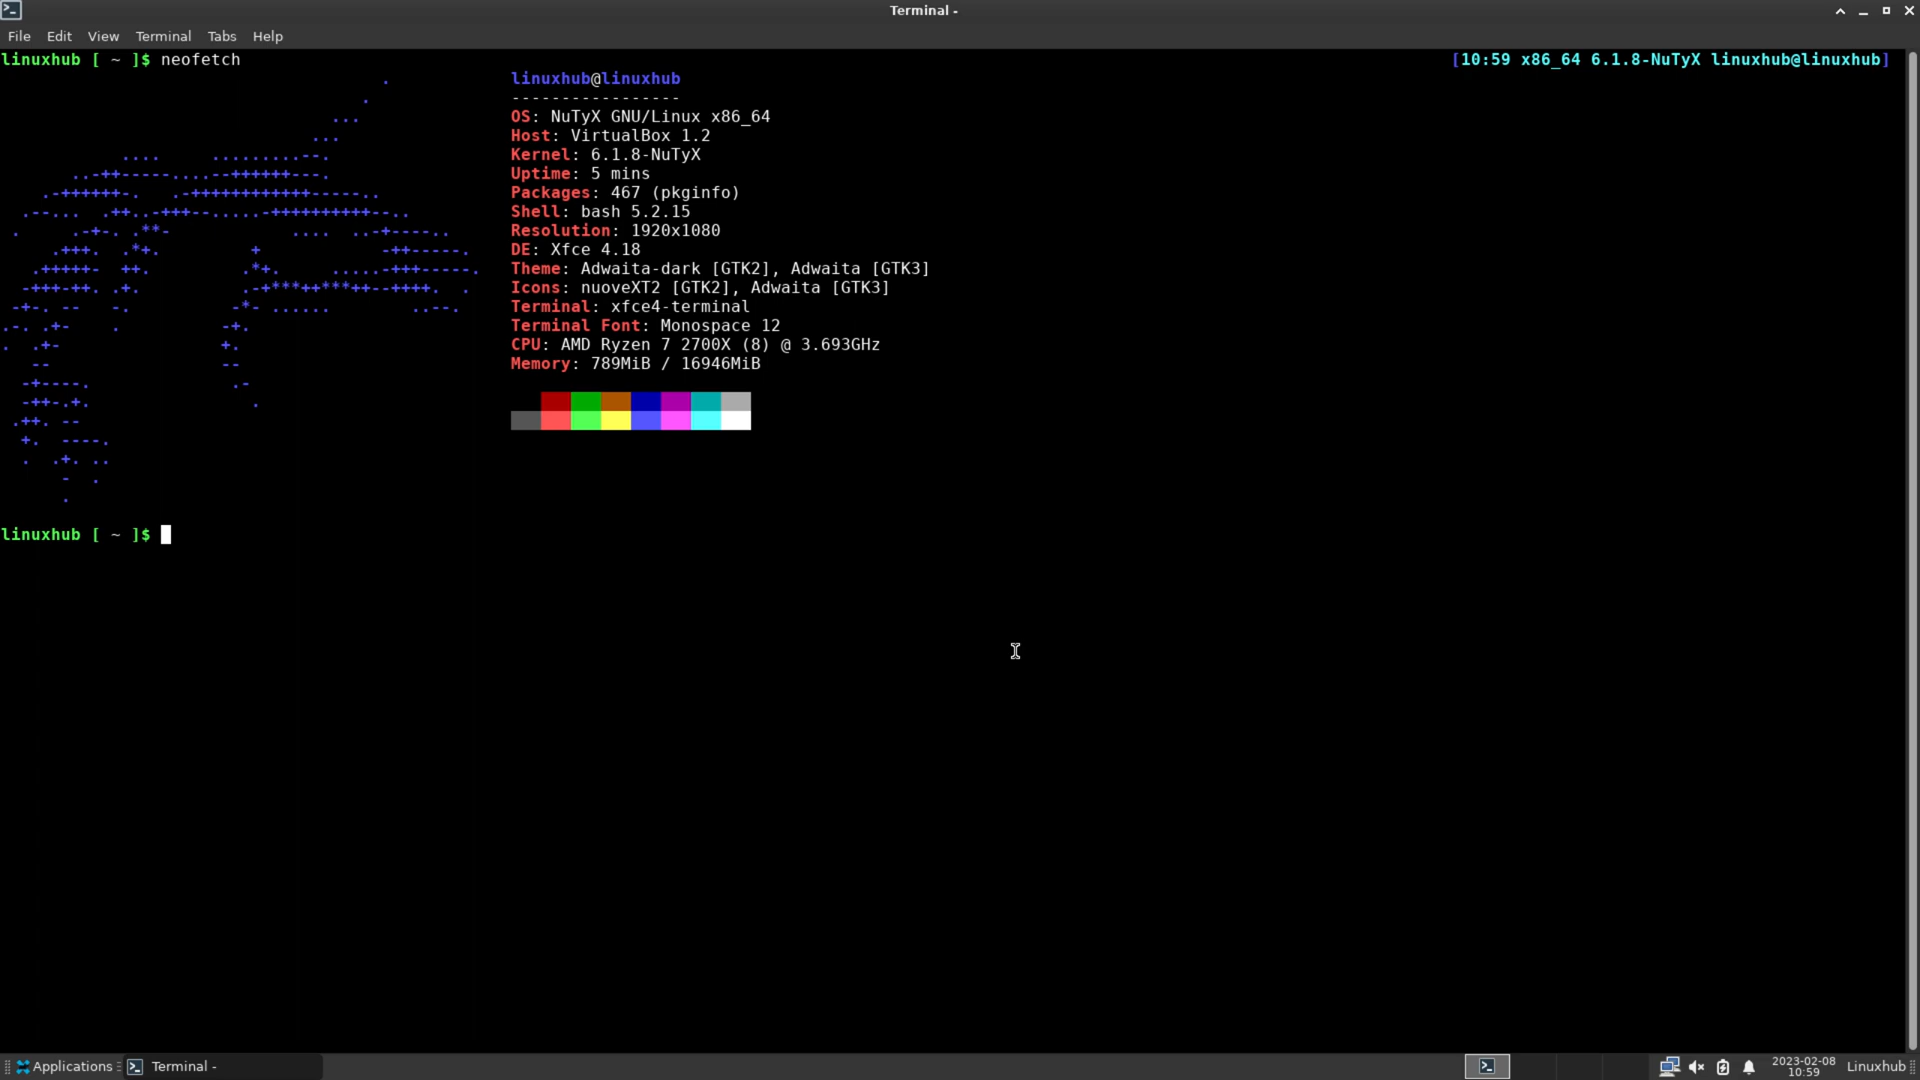 Terminal -
File Edit View Terminal Tabs Help
linuxhub [ ~ ]$ neofetch [10:59 x86_64 6.1.8-NuTyX linuxhub@linuxhub]
linuxhub@linuxhub
-----------------
OS: NuTyX GNU/Linux x86_64
Host: VirtualBox 1.2
Kernel: 6.1.8-NuTyX
Uptime: 5 mins
Packages: 467 (pkginfo)
Shell: bash 5.2.15
Resolution: 1920x1080
DE: Xfce 4.18
Theme: Adwaita-dark [GTK2], Adwaita [GTK3]
Icons: nuoveXT2 [GTK2], Adwaita [GTK3]
Terminal: xfce4-terminal
Terminal Font: Monospace 12
CPU: AMD Ryzen 7 2700X (8) @ 3.693GHz
Memory: 789MiB / 16946MiB
linuxhub [ ~ ]$
Applications Terminal - 2023-02-08 Linuxhub
10:59